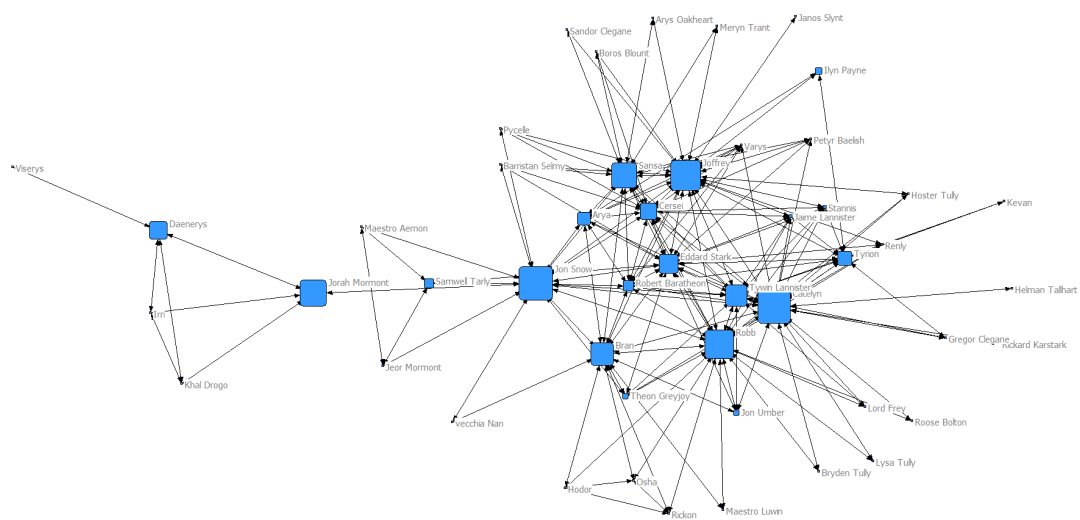 Janos Slynt
Arys Oakheart
Meryn Trant
Sandor Clegane
Boros Blount
Ilyn Payne
Pycelle
Petyr Baelish
Varys
Joffrey
Sansa
Barristan Selmy
Viserys
Hoster Tully
Kevan
Cersei
Stannis
Arya
Jaime Lannister
Daenerys
Maestro Aemon
Renly
Tyrion
Eddard Stark
Jon Snow
Jorah Mormont
Samwell Tarly
Robert Baratheon
Tywin Lannister
Catelyn
Helman Tallhart
Irri
Robb
Gregor Clegane
Rickard Karstark
Bran
Jeor Mormont
Khal Drogo
Theon Greyjoy
Lord Frey
Jon Umber
vecchia Nan
Roose Bolton
Lysa Tully
Bryden Tully
Osha
Hodor
Maestro Luwin
Rickon